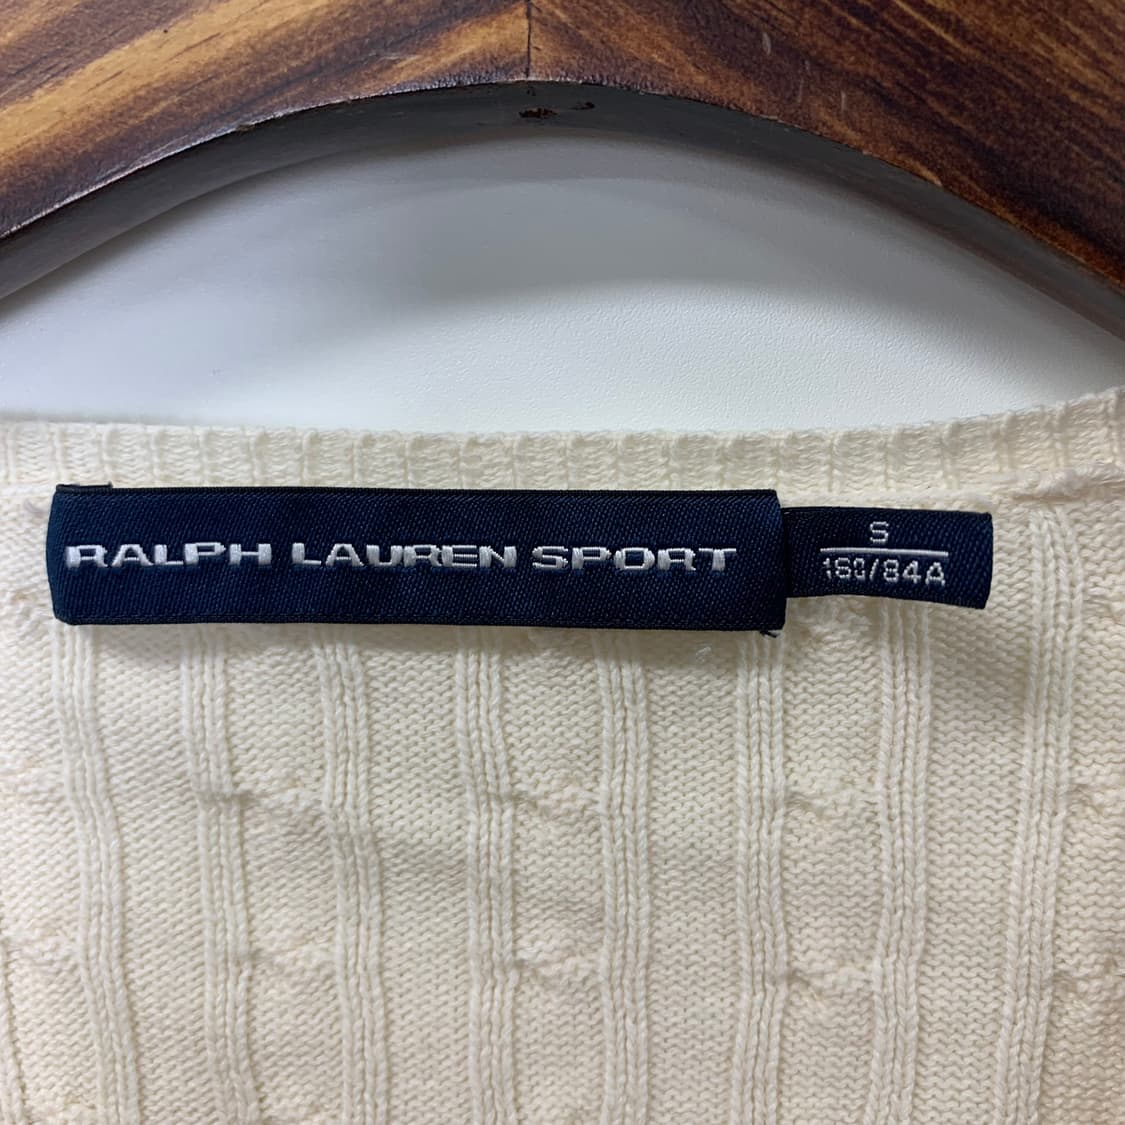 RALPH LAUREN SPORT
S
160/84A